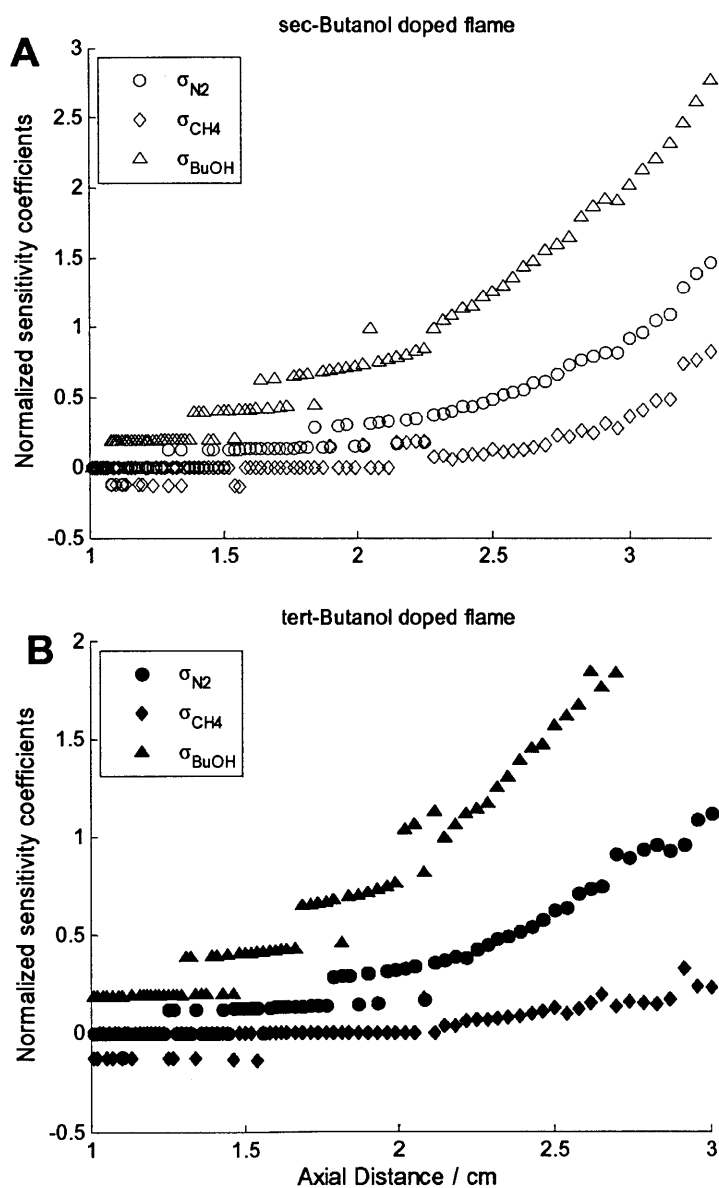 sec-Butanol doped flame
A
3
2.5
2
1.5
1
0.5
0
-0.5
Normalized sensitivity coefficients
σN2
σCH4
σBuOH
1
1.5
2
2.5
3
tert-Butanol doped flame
B
2
1.5
1
0.5
0
-0.5
Normalized sensitivity coefficients
σN2
σCH4
σBuOH
1
1.5
2
2.5
3
Axial Distance / cm